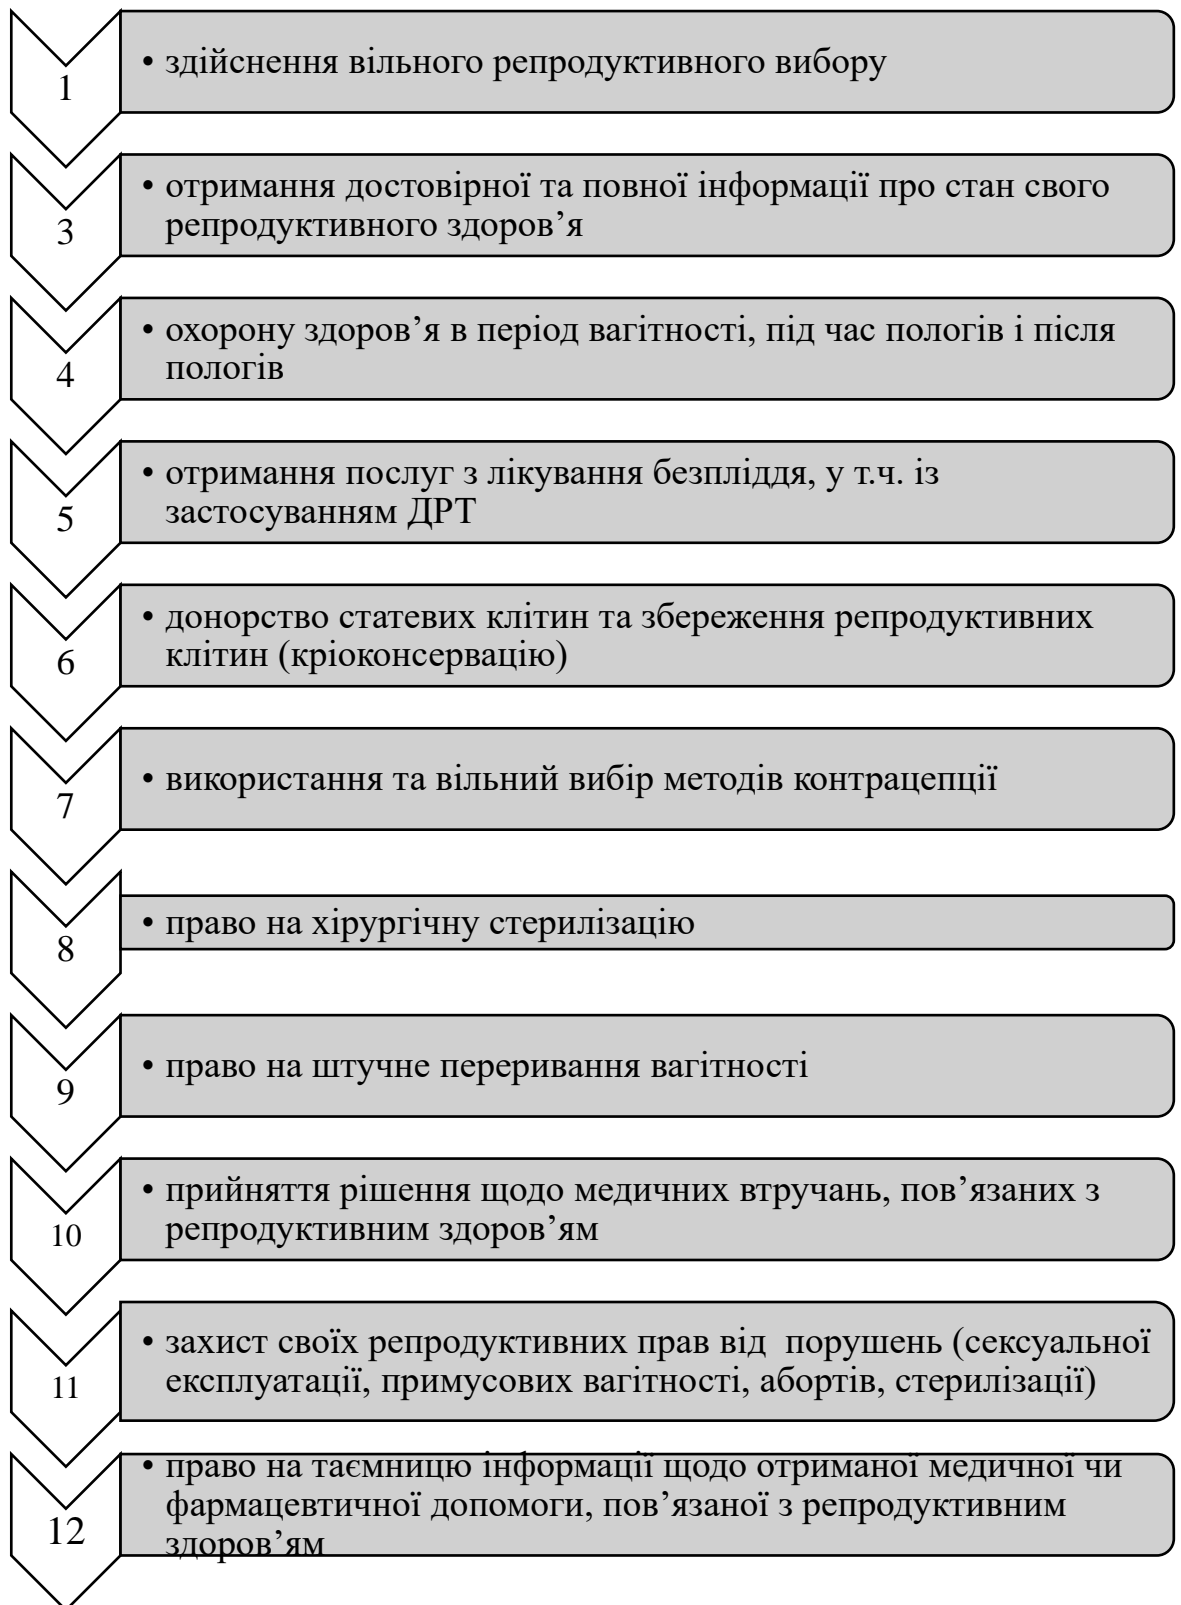 1
• здійснення вільного репродуктивного вибору
3
• отримання достовірної та повної інформації про стан свого
репродуктивного здоров’я
4
• охорону здоров’я в період вагітності, під час пологів і після
пологів
5
• отримання послуг з лікування безпліддя, у т.ч. із
застосуванням ДРТ
6
• донорство статевих клітин та збереження репродуктивних
клітин (кріоконсервацію)
7
• використання та вільний вибір методів контрацепції
8
• право на хірургічну стерилізацію
9
• право на штучне переривання вагітності
10
• прийняття рішення щодо медичних втручань, пов’язаних з
репродуктивним здоров’ям
11
• захист своїх репродуктивних прав від  порушень (сексуальної
експлуатації, примусових вагітності, абортів, стерилізації)
12
• право на таємницю інформації щодо отриманої медичної чи
фармацевтичної допомоги, пов’язаної з репродуктивним
здоров’ям